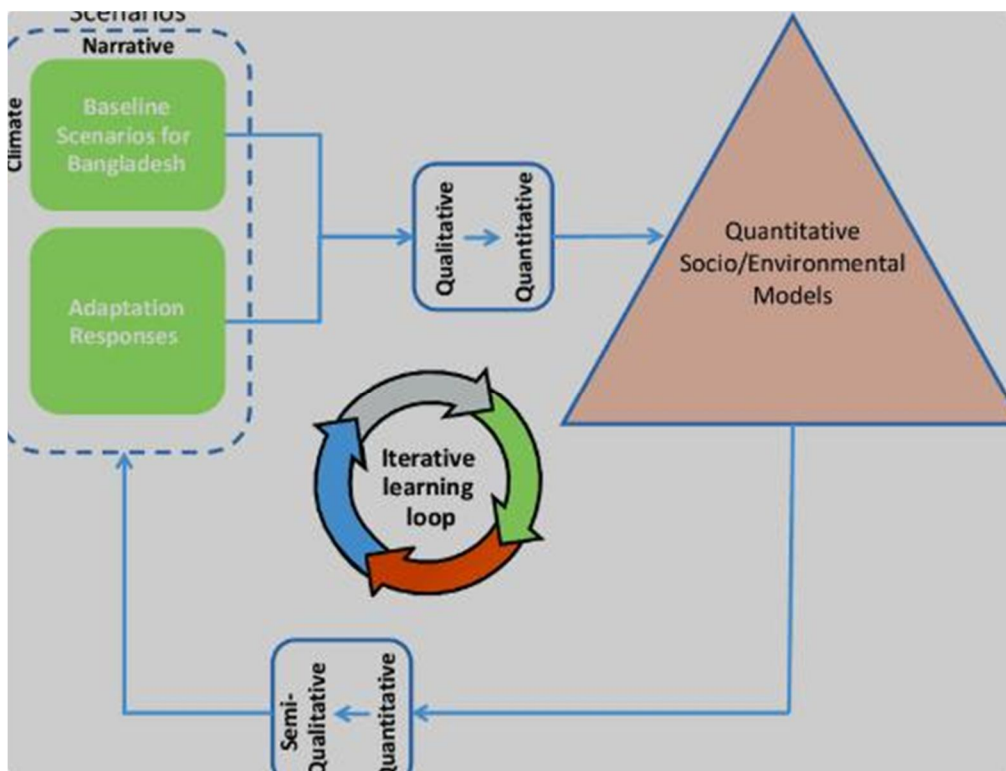 Scenarios
Narrative
Climate
Baseline
Scenarios for
Bangladesh
Adaptation
Responses
Qualitative
Quantitative
Quantitative
Socio/Environmental
Models
Iterative
learning
loop
Semi-
Qualitative
Quantitative